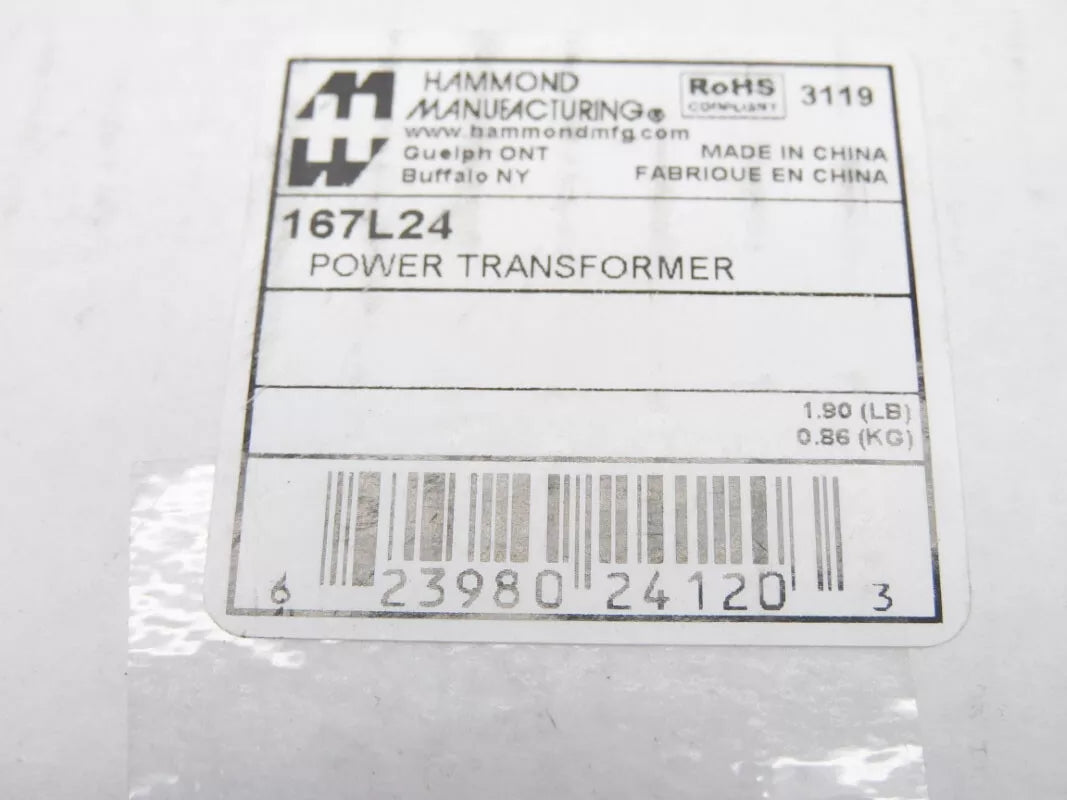 HAMMOND
MANUFACTURING®
www.hammondmfg.com
Guelph ONT
Buffalo NY
RoHS
COMPLIANT
3119
MADE IN CHINA
FABRIQUE EN CHINA
167L24
POWER TRANSFORMER
1.90 (LB)
0.86 (KG)
6 23980 24120 3